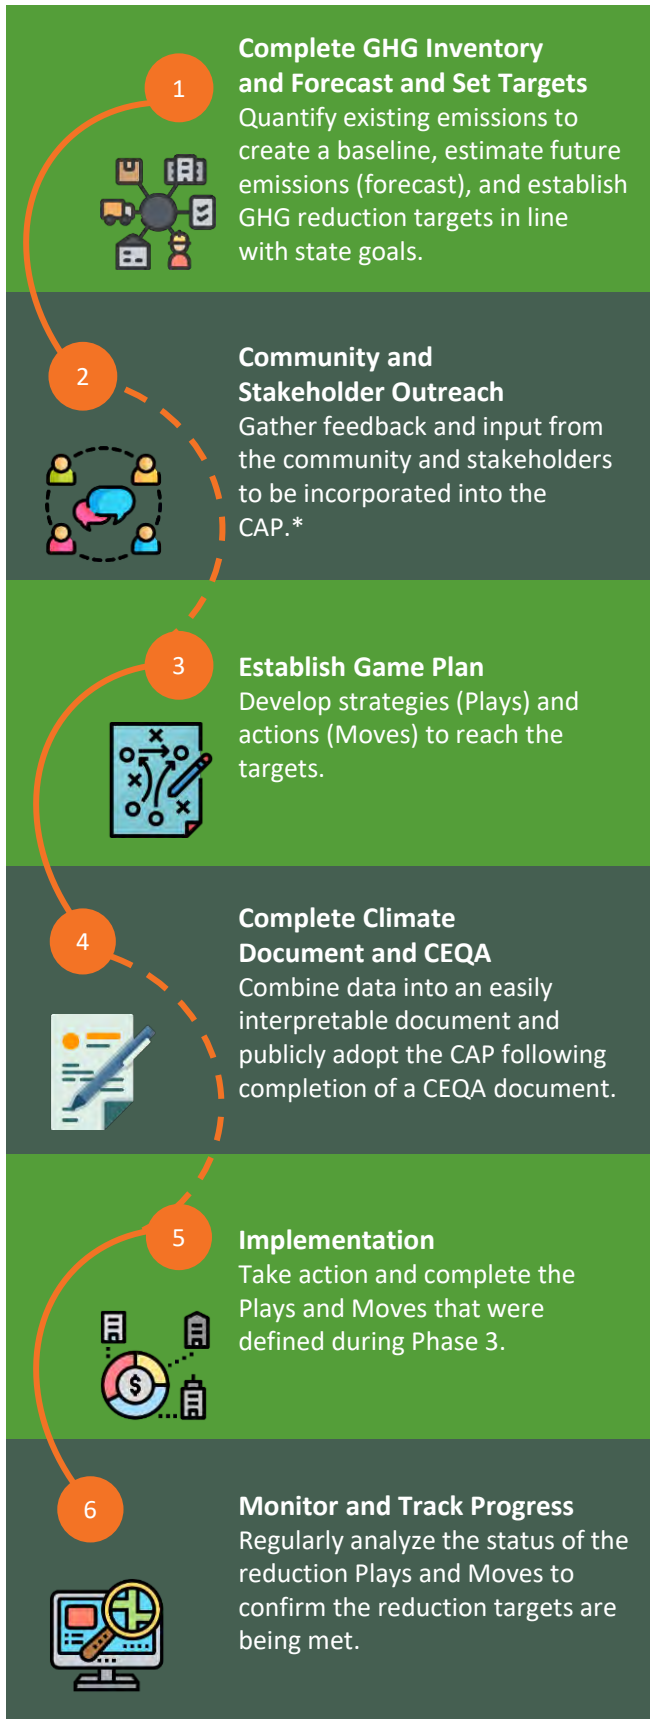 1
Complete GHG Inventory
and Forecast and Set Targets
Quantify existing emissions to
create a baseline, estimate future
emissions (forecast), and establish
GHG reduction targets in line
with state goals.
2
Community and
Stakeholder Outreach
Gather feedback and input from
the community and stakeholders
to be incorporated into the
CAP.*
3
Establish Game Plan
Develop strategies (Plays) and
actions (Moves) to reach the
targets.
4
Complete Climate
Document and CEQA
Combine data into an easily
interpretable document and
publicly adopt the CAP following
completion of a CEQA document.
5
Implementation
Take action and complete the
Plays and Moves that were
defined during Phase 3.
$
6
Monitor and Track Progress
Regularly analyze the status of the
reduction Plays and Moves to
confirm the reduction targets are
being met.